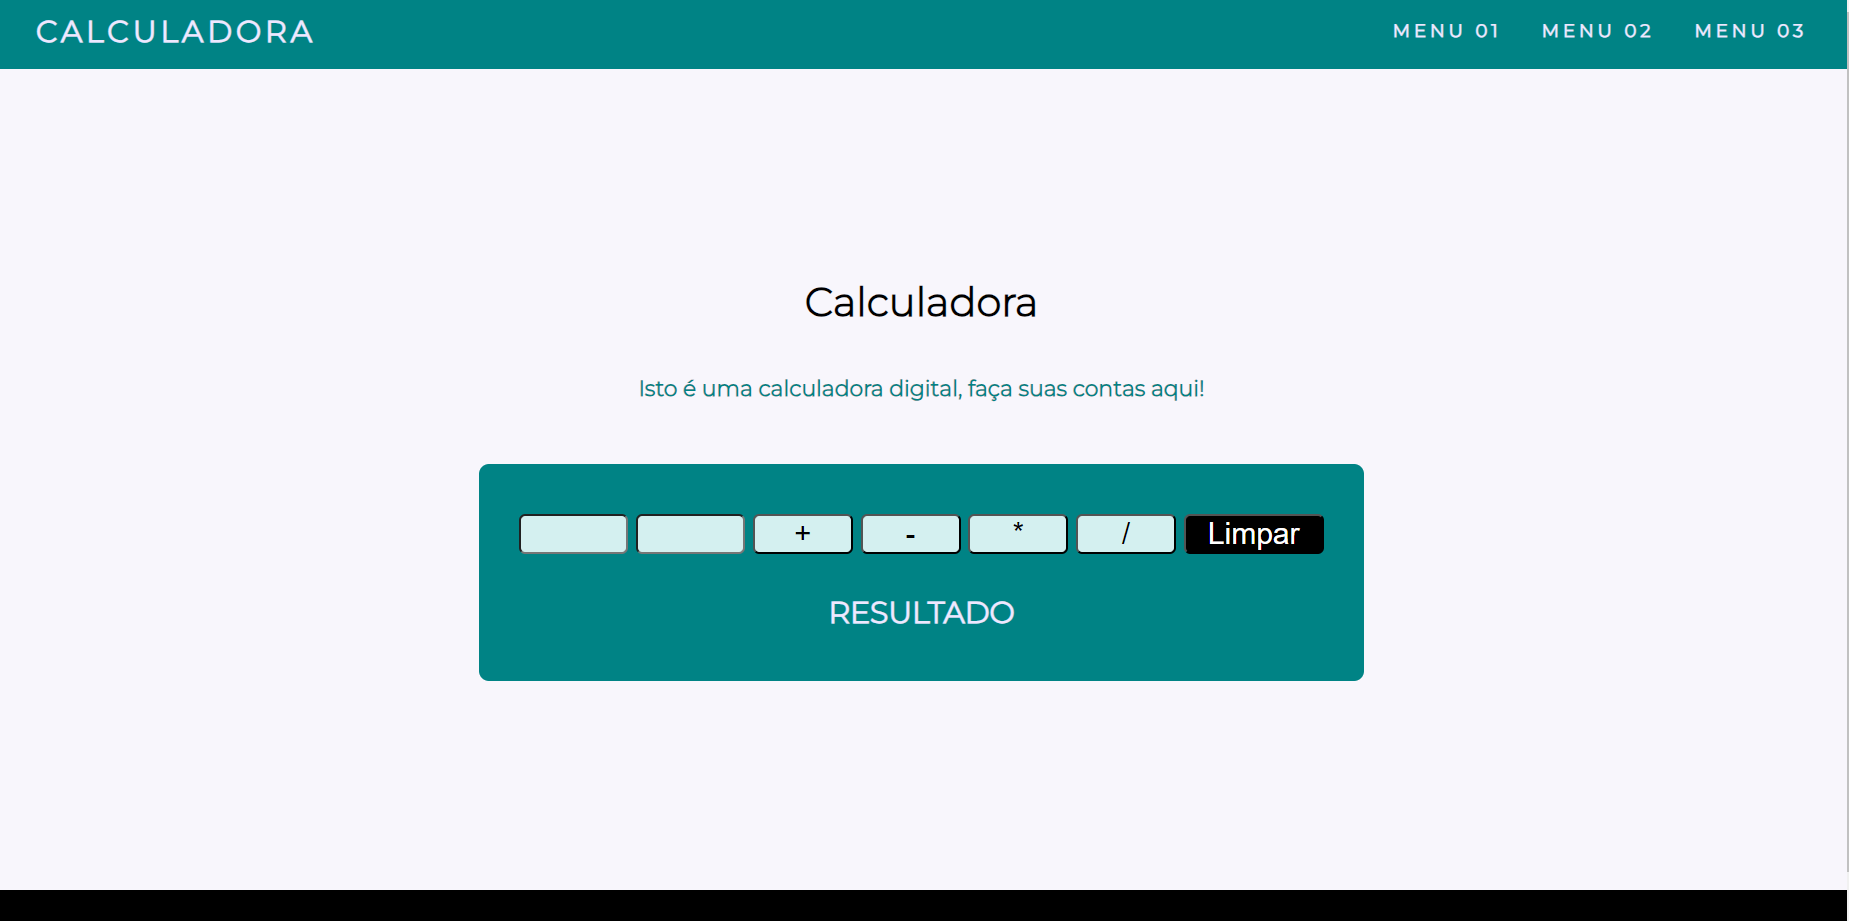 CALCULADORA MENU 01 MENU 02 MENU 03
Calculadora
Isto é uma calculadora digital, faça suas contas aqui!
+ - * / Limpar
RESULTADO